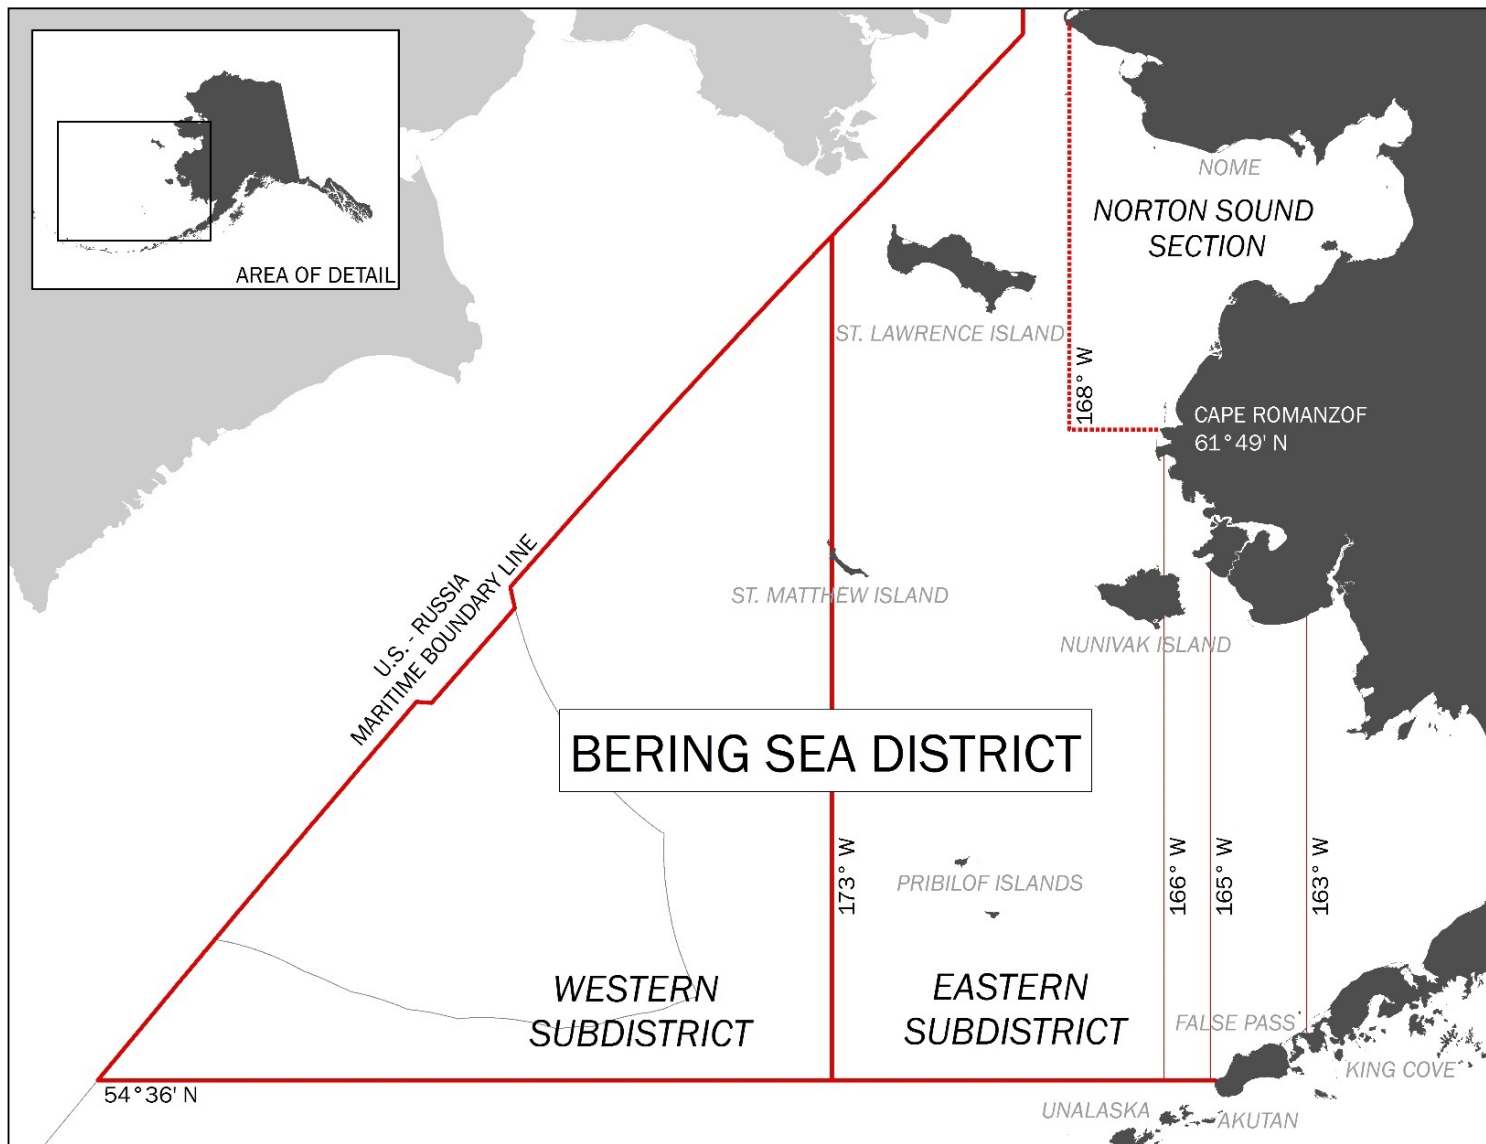 AREA OF DETAIL
NOME
NORTON SOUND
SECTION
ST. LAWRENCE ISLAND
168° W
CAPE ROMANZOF
61°49' N
U.S. - RUSSIA
MARITIME BOUNDARY LINE
ST. MATTHEW ISLAND
NUNIVAK ISLAND
BERING SEA DISTRICT
173° W
PRIBILOF ISLANDS
166° W
165° W
163° W
WESTERN
SUBDISTRICT
EASTERN
SUBDISTRICT
FALSE PASS
KING COVE
54°36' N
UNALASKA
AKUTAN